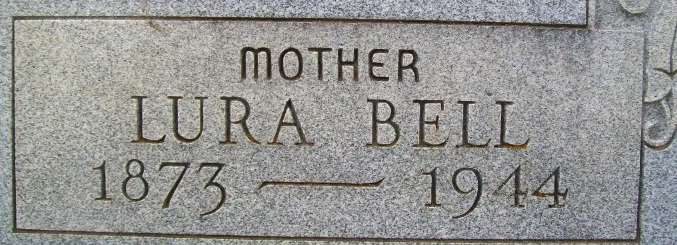 MOTHER
LURA BELL
1873 — 1944